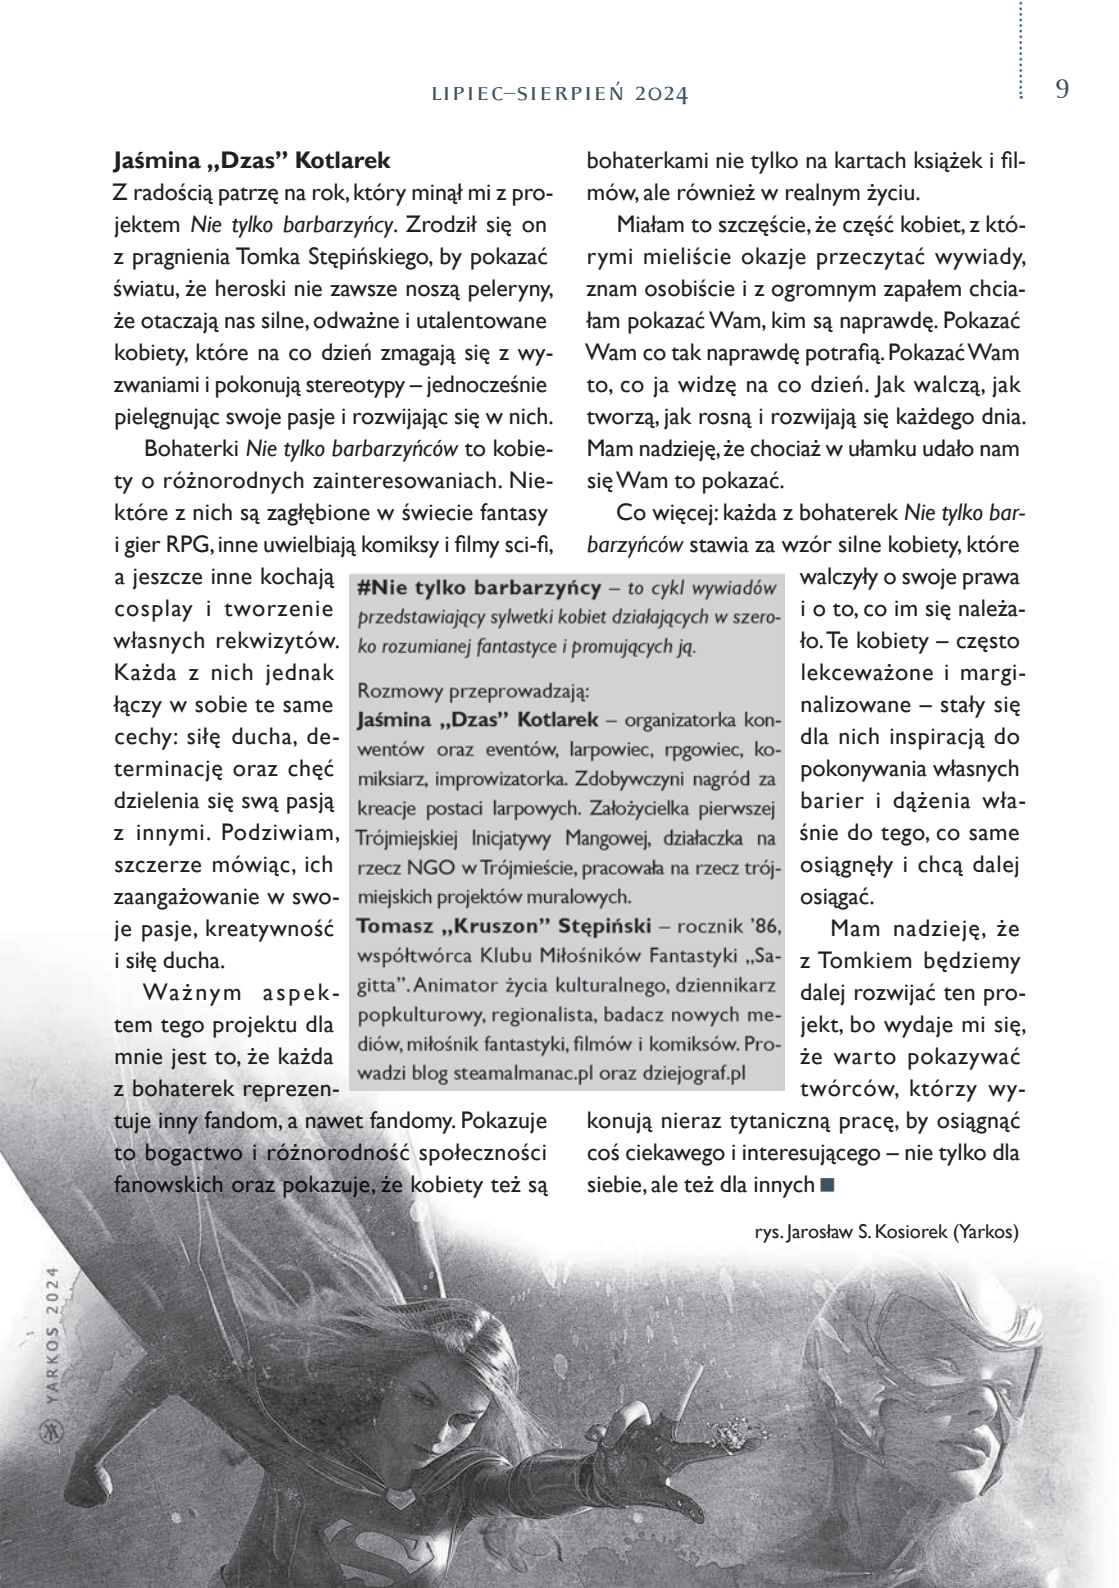 LIPIEC–SIERPIEŃ 2024
9
Jaśmina „Dzas” Kotlarek
Z radością patrzę na rok, który minął mi z pro-
jektem Nie tylko barbarzyńcy. Zrodził się on
z pragnienia Tomka Stępińskiego, by pokazać
światu, że heroski nie zawsze noszą peleryny,
że otaczają nas silne, odważne i utalentowane
kobiety, które na co dzień zmagają się z wy-
zwaniami i pokonują stereotypy – jednocześnie
pielęgnując swoje pasje i rozwijając się w nich.
Bohaterki Nie tylko barbarzyńców to kobie-
ty o różnorodnych zainteresowaniach. Nie-
które z nich są zagłębione w świecie fantasy
i gier RPG, inne uwielbiają komiksy i filmy sci-fi,
a jeszcze inne kochają
cosplay i tworzenie
własnych rekwizytów.
Każda z nich jednak
łączy w sobie te same
cechy: siłę ducha, de-
terminację oraz chęć
dzielenia się swą pasją
z innymi. Podziwiam,
szczerze mówiąc, ich
zaangażowanie w swo-
je pasje, kreatywność
i siłę ducha.
Ważnym aspek-
tem tego projektu dla
mnie jest to, że każda
z bohaterek reprezen-
tuje inny fandom, a nawet fandomy. Pokazuje
to bogactwo i różnorodność społeczności
fanowskich oraz pokazuje, że kobiety też są
bohaterkami nie tylko na kartach książek i fil-
mów, ale również w realnym życiu.
Miałam to szczęście, że część kobiet, z któ-
rymi mieliście okazje przeczytać wywiady,
znam osobiście i z ogromnym zapałem chcia-
łam pokazać Wam, kim są naprawdę. Pokazać
Wam co tak naprawdę potrafią. Pokazać Wam
to, co ja widzę na co dzień. Jak walczą, jak
tworzą, jak rosną i rozwijają się każdego dnia.
Mam nadzieję, że chociaż w ułamku udało nam
się Wam to pokazać.
Co więcej: każda z bohaterek Nie tylko bar-
barzyńców stawia za wzór silne kobiety, które
walczyły o swoje prawa
i o to, co im się należa-
ło. Te kobiety – często
lekceważone i margi-
nalizowane – stały się
dla nich inspiracją do
pokonywania własnych
barier i dążenia wła-
śnie do tego, co same
osiągnęły i chcą dalej
osiągać.
Mam nadzieję, że
z Tomkiem będziemy
dalej rozwijać ten pro-
jekt, bo wydaje mi się,
że warto pokazywać
twórców, którzy wy-
konują nieraz tytaniczną pracę, by osiągnąć
coś ciekawego i interesującego – nie tylko dla
siebie, ale też dla innych ■
#Nie tylko barbarzyńcy – to cykl wywiadów
przedstawiający sylwetki kobiet działających w szero-
ko rozumianej fantastyce i promujących ją.
Rozmowy przeprowadzają:
Jaśmina „Dzas” Kotlarek – organizatorka kon-
wentów oraz eventów, larpowiec, rpgowiec, ko-
miksiarz, improwizatorka. Zdobywczyni nagród za
kreacje postaci larpowych. Założycielka pierwszej
Trójmiejskiej Inicjatywy Mangowej, działaczka na
rzecz NGO w Trójmieście, pracowała na rzecz trój-
miejskich projektów muralowych.
Tomasz „Kruszon” Stępiński – rocznik ’86,
współtwórca Klubu Miłośników Fantastyki „Sa-
gitta”. Animator życia kulturalnego, dziennikarz
popkulturowy, regionalista, badacz nowych me-
diów, miłośnik fantastyki, filmów i komiksów. Pro-
wadzi blog steamalmanac.pl oraz dziejograf.pl
rys. Jarosław S. Kosiorek (Yarkos)
YARKOS 2024
S